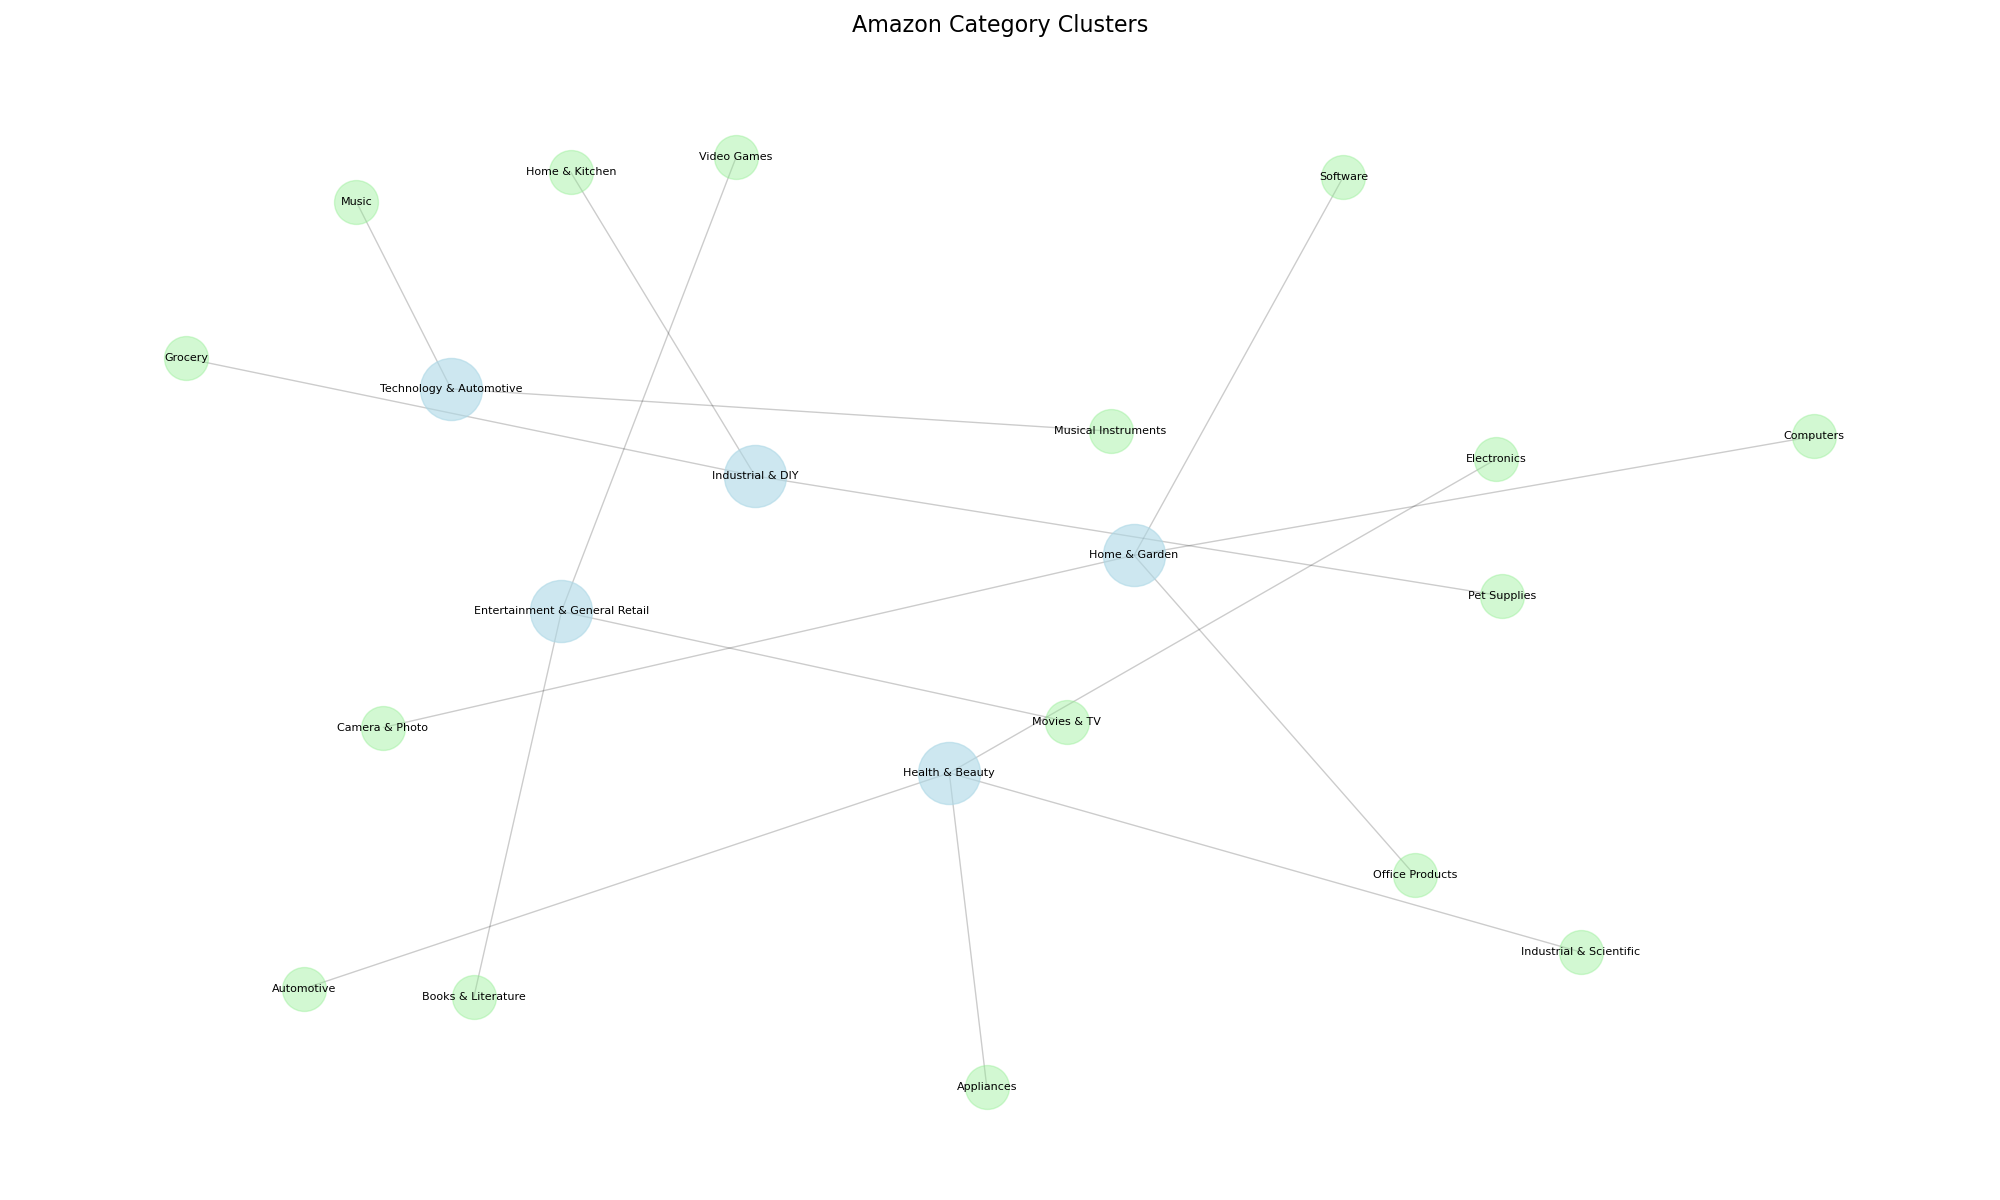 Amazon Category Clusters
Video Games
Home & Kitchen
Software
Music
Grocery
Technology & Automotive
Musical Instruments
Computers
Electronics
Industrial & DIY
Home & Garden
Pet Supplies
Entertainment & General Retail
Movies & TV
Camera & Photo
Health & Beauty
Office Products
Industrial & Scientific
Automotive
Books & Literature
Appliances